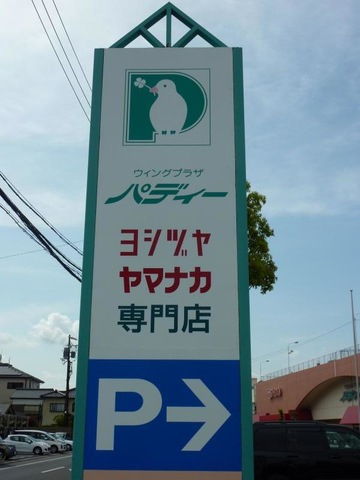 P
ウィングプラザ
パディー
ヨシヅヤ
ヤマナカ
専門店
P→